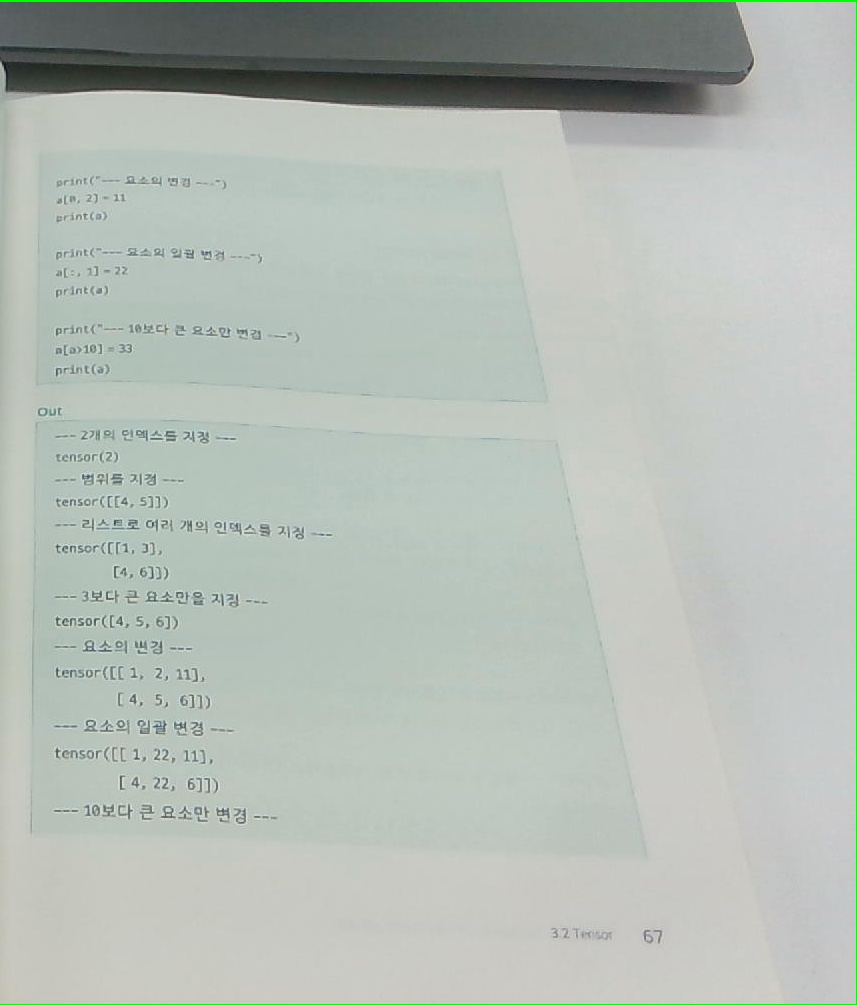 print("--- 요소의 변경 ---")
a[0, 2] = 11
print(a)
print("--- 요소의 일괄 변경 ---")
a[:, 1] = 22
print(a)
print("--- 10보다 큰 요소만 변경 ---")
a[a>10] = 33
print(a)
Out
--- 2개의 인덱스를 지정 ---
tensor(2)
--- 범위를 지정 ---
tensor([[4, 5]])
--- 리스트로 여러 개의 인덱스를 지정 ---
tensor([[1, 3],
[4, 6]])
--- 3보다 큰 요소만을 지정 ---
tensor([4, 5, 6])
--- 요소의 변경 ---
tensor([[ 1, 2, 11],
[ 4, 5, 6]])
--- 요소의 일괄 변경 ---
tensor([[ 1, 22, 11],
[ 4, 22, 6]])
--- 10보다 큰 요소만 변경 ---
3.2 Tensor 67